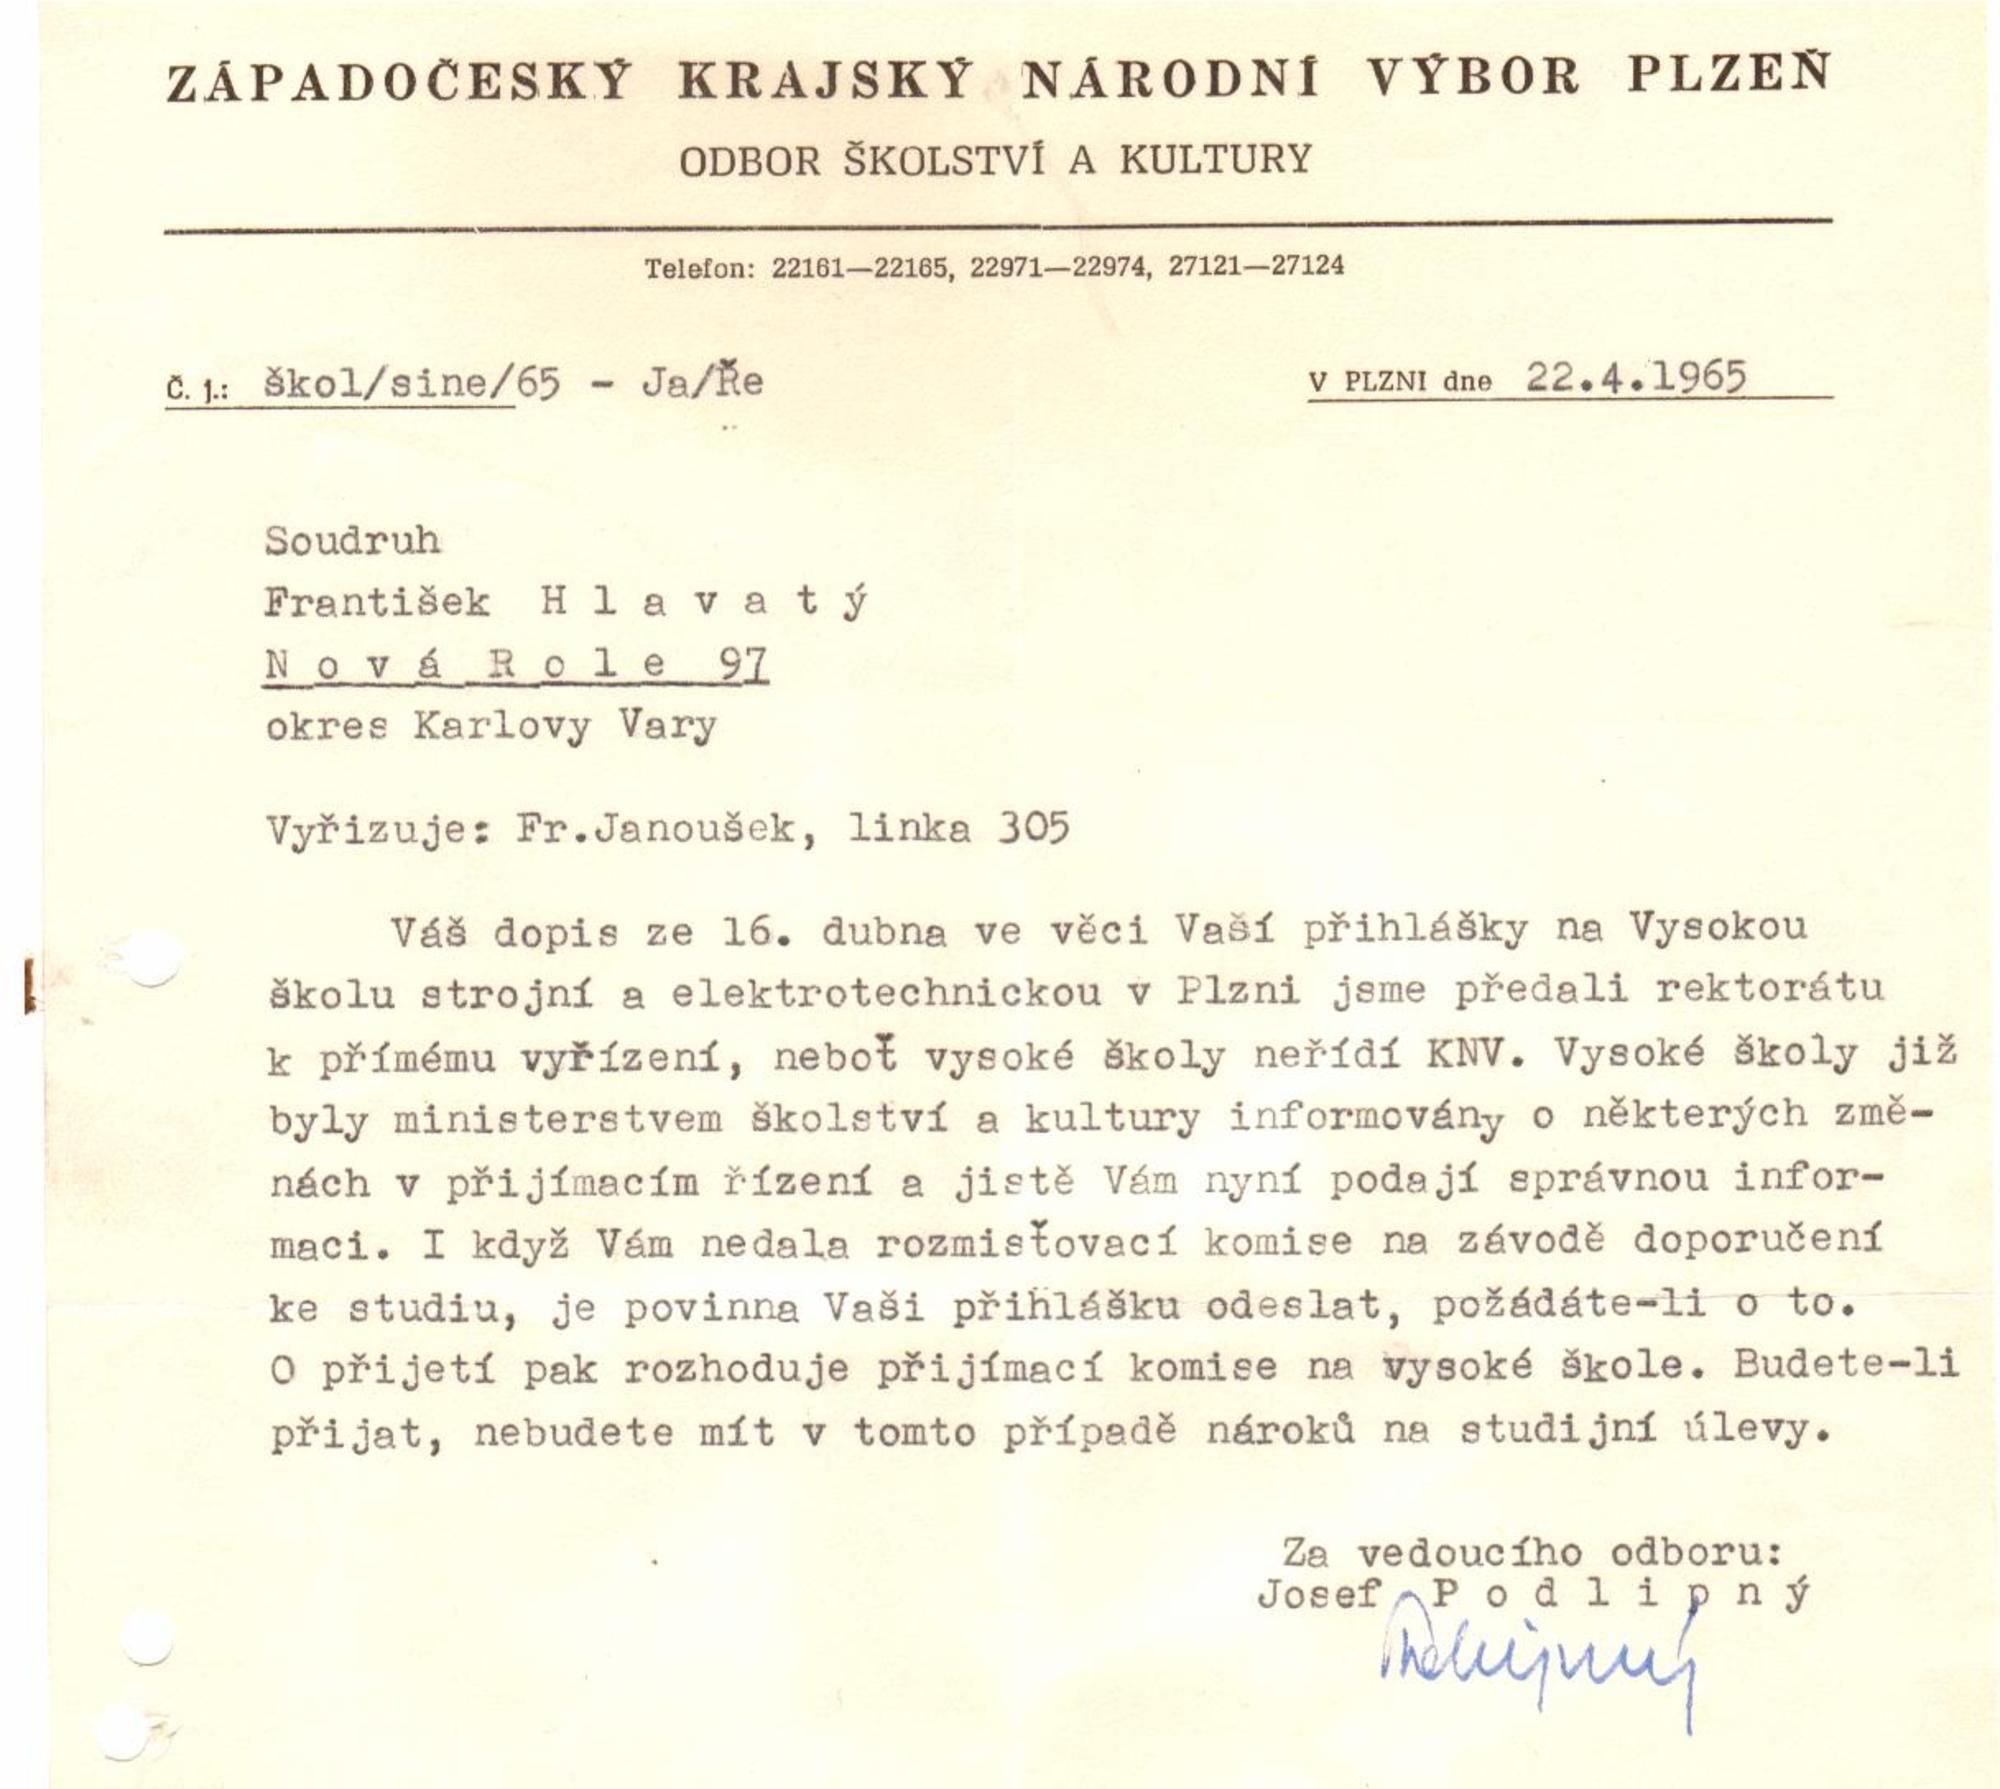 ZÁPADOČESKÝ KRAJSKÝ NÁRODNÍ VÝBOR PLZEŇ
ODBOR ŠKOLSTVÍ A KULTURY
Telefon: 22161—22165, 22971—22974, 27121—27124
Č. j.: škol/sine/65 - Ja/Ře
V PLZNI dne 22.4.1965
Soudruh
František H l a v a t ý
N o v á R o l e 97
okres Karlovy Vary
Vyřizuje: Fr.Janoušek, linka 305
Váš dopis ze 16. dubna ve věci Vaší přihlášky na Vysokou
školu strojní a elektrotechnickou v Plzni jsme předali rektorátu
k přímému vyřízení, neboť vysoké školy neřídí KNV. Vysoké školy již
byly ministerstvem školství a kultury informovány o některých změ-
nách v přijímacím řízení a jistě Vám nyní podají správnou infor-
maci. I když Vám nedala rozmisťovací komise na závodě doporučení
ke studiu, je povinna Vaši přihlášku odeslat, požádáte-li o to.
O přijetí pak rozhoduje přijímací komise na vysoké škole. Budete-li
přijat, nebudete mít v tomto případě nároků na studijní úlevy.
Za vedoucího odboru:
Josef P o d l i p n ý
Podlipný